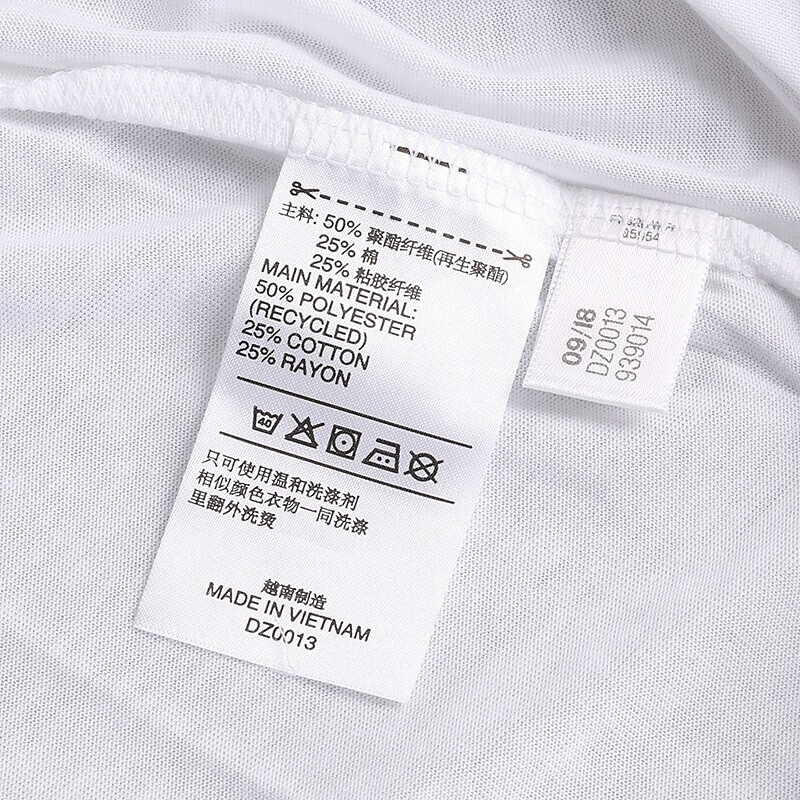 主料: 50% 聚酯纤维(再生聚酯)
25% 棉
25% 粘胶纤维
MAIN MATERIAL:
50% POLYESTER
(RECYCLED)
25% COTTON
25% RAYON
40
只可使用温和洗涤剂
相似颜色衣物一同洗涤
里翻外洗烫
越南制造
MADE IN VIETNAM
DZ0013
09/18
DZ0013
939014